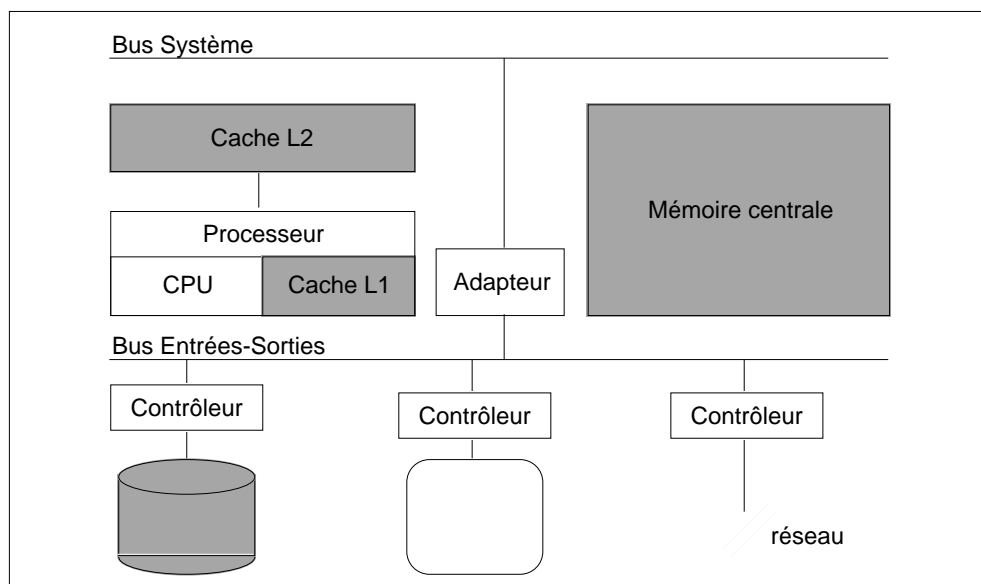 Bus Système
Cache L2
Mémoire centrale
Processeur
CPU
Cache L1
Adapteur
Bus Entrées-Sorties
Contrôleur
Contrôleur
Contrôleur
réseau